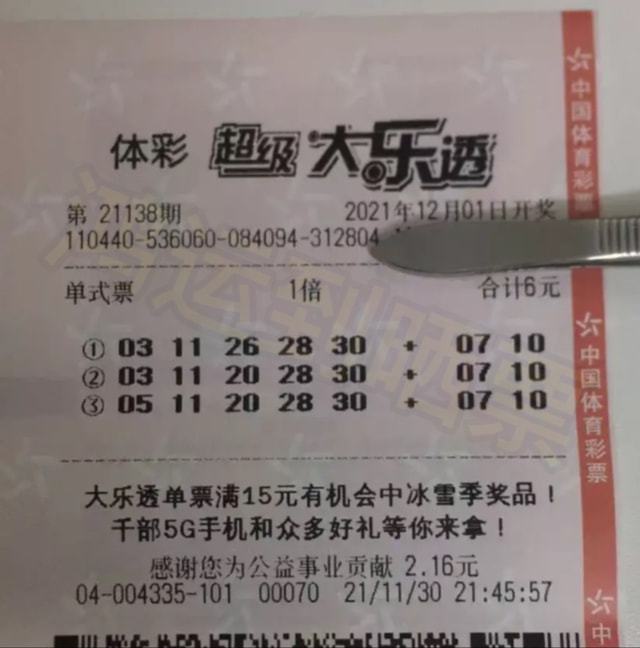 体彩 超级大乐透
第 21138期 2021年12月01日开奖
110440-536060-084094-312804
单式票 1倍 合计6元
① 03 11 26 28 30 + 07 10
② 03 11 20 28 30 + 07 10
③ 05 11 20 28 30 + 07 10
大乐透单票满15元有机会中冰雪季奖品！
千部5G手机和众多好礼等你来拿！
感谢您为公益事业贡献 2.16元
04-004335-101 00070 21/11/30 21:45:57
中国体育彩票
中国体育彩票
中